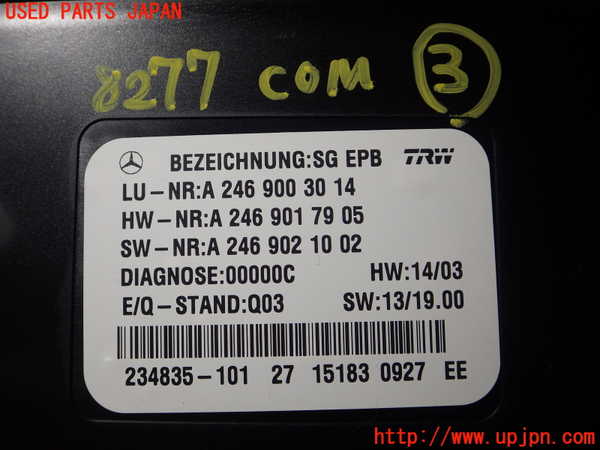 USED PARTS JAPAN
8277 COM 3
BEZEICHNUNG:SG EPB TRW
LU-NR:A 246 900 30 14
HW-NR:A 246 901 79 05
SW-NR:A 246 902 10 02
DIAGNOSE:00000C HW:14/03
E/Q-STAND:Q03 SW:13/19.00
234835-101 27 15183 0927 EE
http://www.upjpn.com/